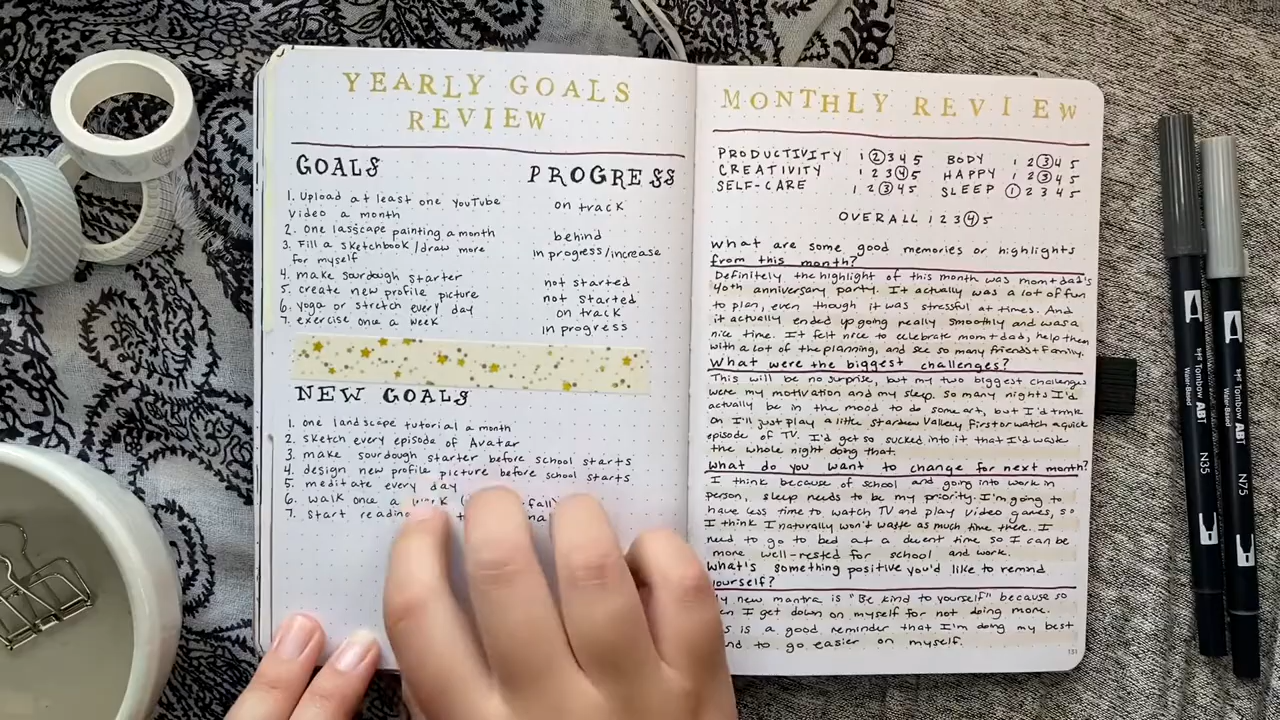 YEARLY GOALS
REVIEW
GOALS
PROGRESS
1. Upload at least one YouTube
video a month
on track
2. one lasscape painting a month
behind
3. Fill a sketchbook/draw more
for myself
in progress/increase
4. make sourdough starter
not started
5. create new profile picture
not started
6. yoga or stretch every day
on track
7. exercise once a week
in progress
NEW GOALS
1. one landscape tutorial a month
2. sketch every episode of Avatar
3. make sourdough starter before school starts
4. design new profile picture before school starts
5. meditate every day
6. walk once a
7. start reading
MONTHLY REVIEW
PRODUCTIVITY 1 2 3 4 5
BODY 1 2 3 4 5
CREATIVITY 1 2 3 4 5
HAPPY 1 2 3 4 5
SELF-CARE 1 2 3 4 5
SLEEP 1 2 3 4 5
OVERALL 1 2 3 4 5
What are some good memories or highlights
from this month?
Definitely the highlight of this month was mom+dad's
40th anniversary party. It actually was a lot of fun
to plan, even though it was stressful at times. And
it actually ended up going really smoothly and was a
nice time. I felt nice to celebrate mom+dad, help them
with a lot of the planning, and see so many friends+family.
What were the biggest challenges?
This will be no surprise, but my two biggest challenges
were my motivation and my sleep. So many nights I'd
actually be in the mood to do some art, but I'd think
oh I'll just play a little Stardew Valley first or watch a quick
episode of TV. I'd get so sucked into it that I'd waste
the whole night doing that.
What do you want to change for next month?
I think because of school and going into work in
person, sleep needs to be my priority. I'm going to
have less time to watch TV and play video games, so
I think I naturally won't waste as much time there. I
need to go to bed at a decent time so I can be
more well-rested for school and work.
What's something positive you'd like to remind
yourself?
new mantra is "Be kind to yourself" because so
I get down on myself for not doing more.
is a good reminder that I'm doing my best
to go easier on myself.
131
Tombow ABT
Water-Based
N35
Tombow ABT
Water-Based
N75